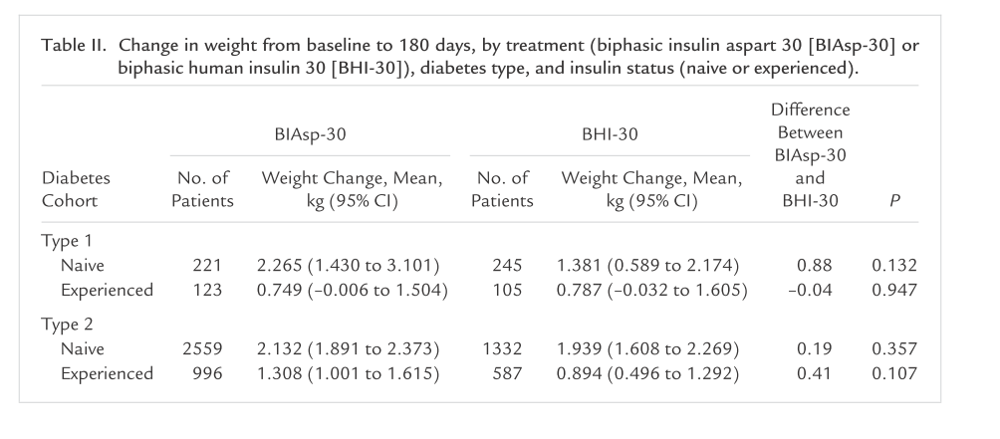 Table II. Change in weight from baseline to 180 days, by treatment (biphasic insulin aspart 30 [BIAsp-30] or
biphasic human insulin 30 [BHI-30]), diabetes type, and insulin status (naive or experienced).
Difference
Between
BIAsp-30
and
BHI-30
BIAsp-30 BHI-30
Diabetes
Cohort
No. of
Patients
Weight Change, Mean,
kg (95% CI)
No. of
Patients
Weight Change, Mean,
kg (95% CI)
P
Type 1
Naive 221 2.265 (1.430 to 3.101) 245 1.381 (0.589 to 2.174) 0.88 0.132
Experienced 123 0.749 (–0.006 to 1.504) 105 0.787 (–0.032 to 1.605) –0.04 0.947
Type 2
Naive 2559 2.132 (1.891 to 2.373) 1332 1.939 (1.608 to 2.269) 0.19 0.357
Experienced 996 1.308 (1.001 to 1.615) 587 0.894 (0.496 to 1.292) 0.41 0.107